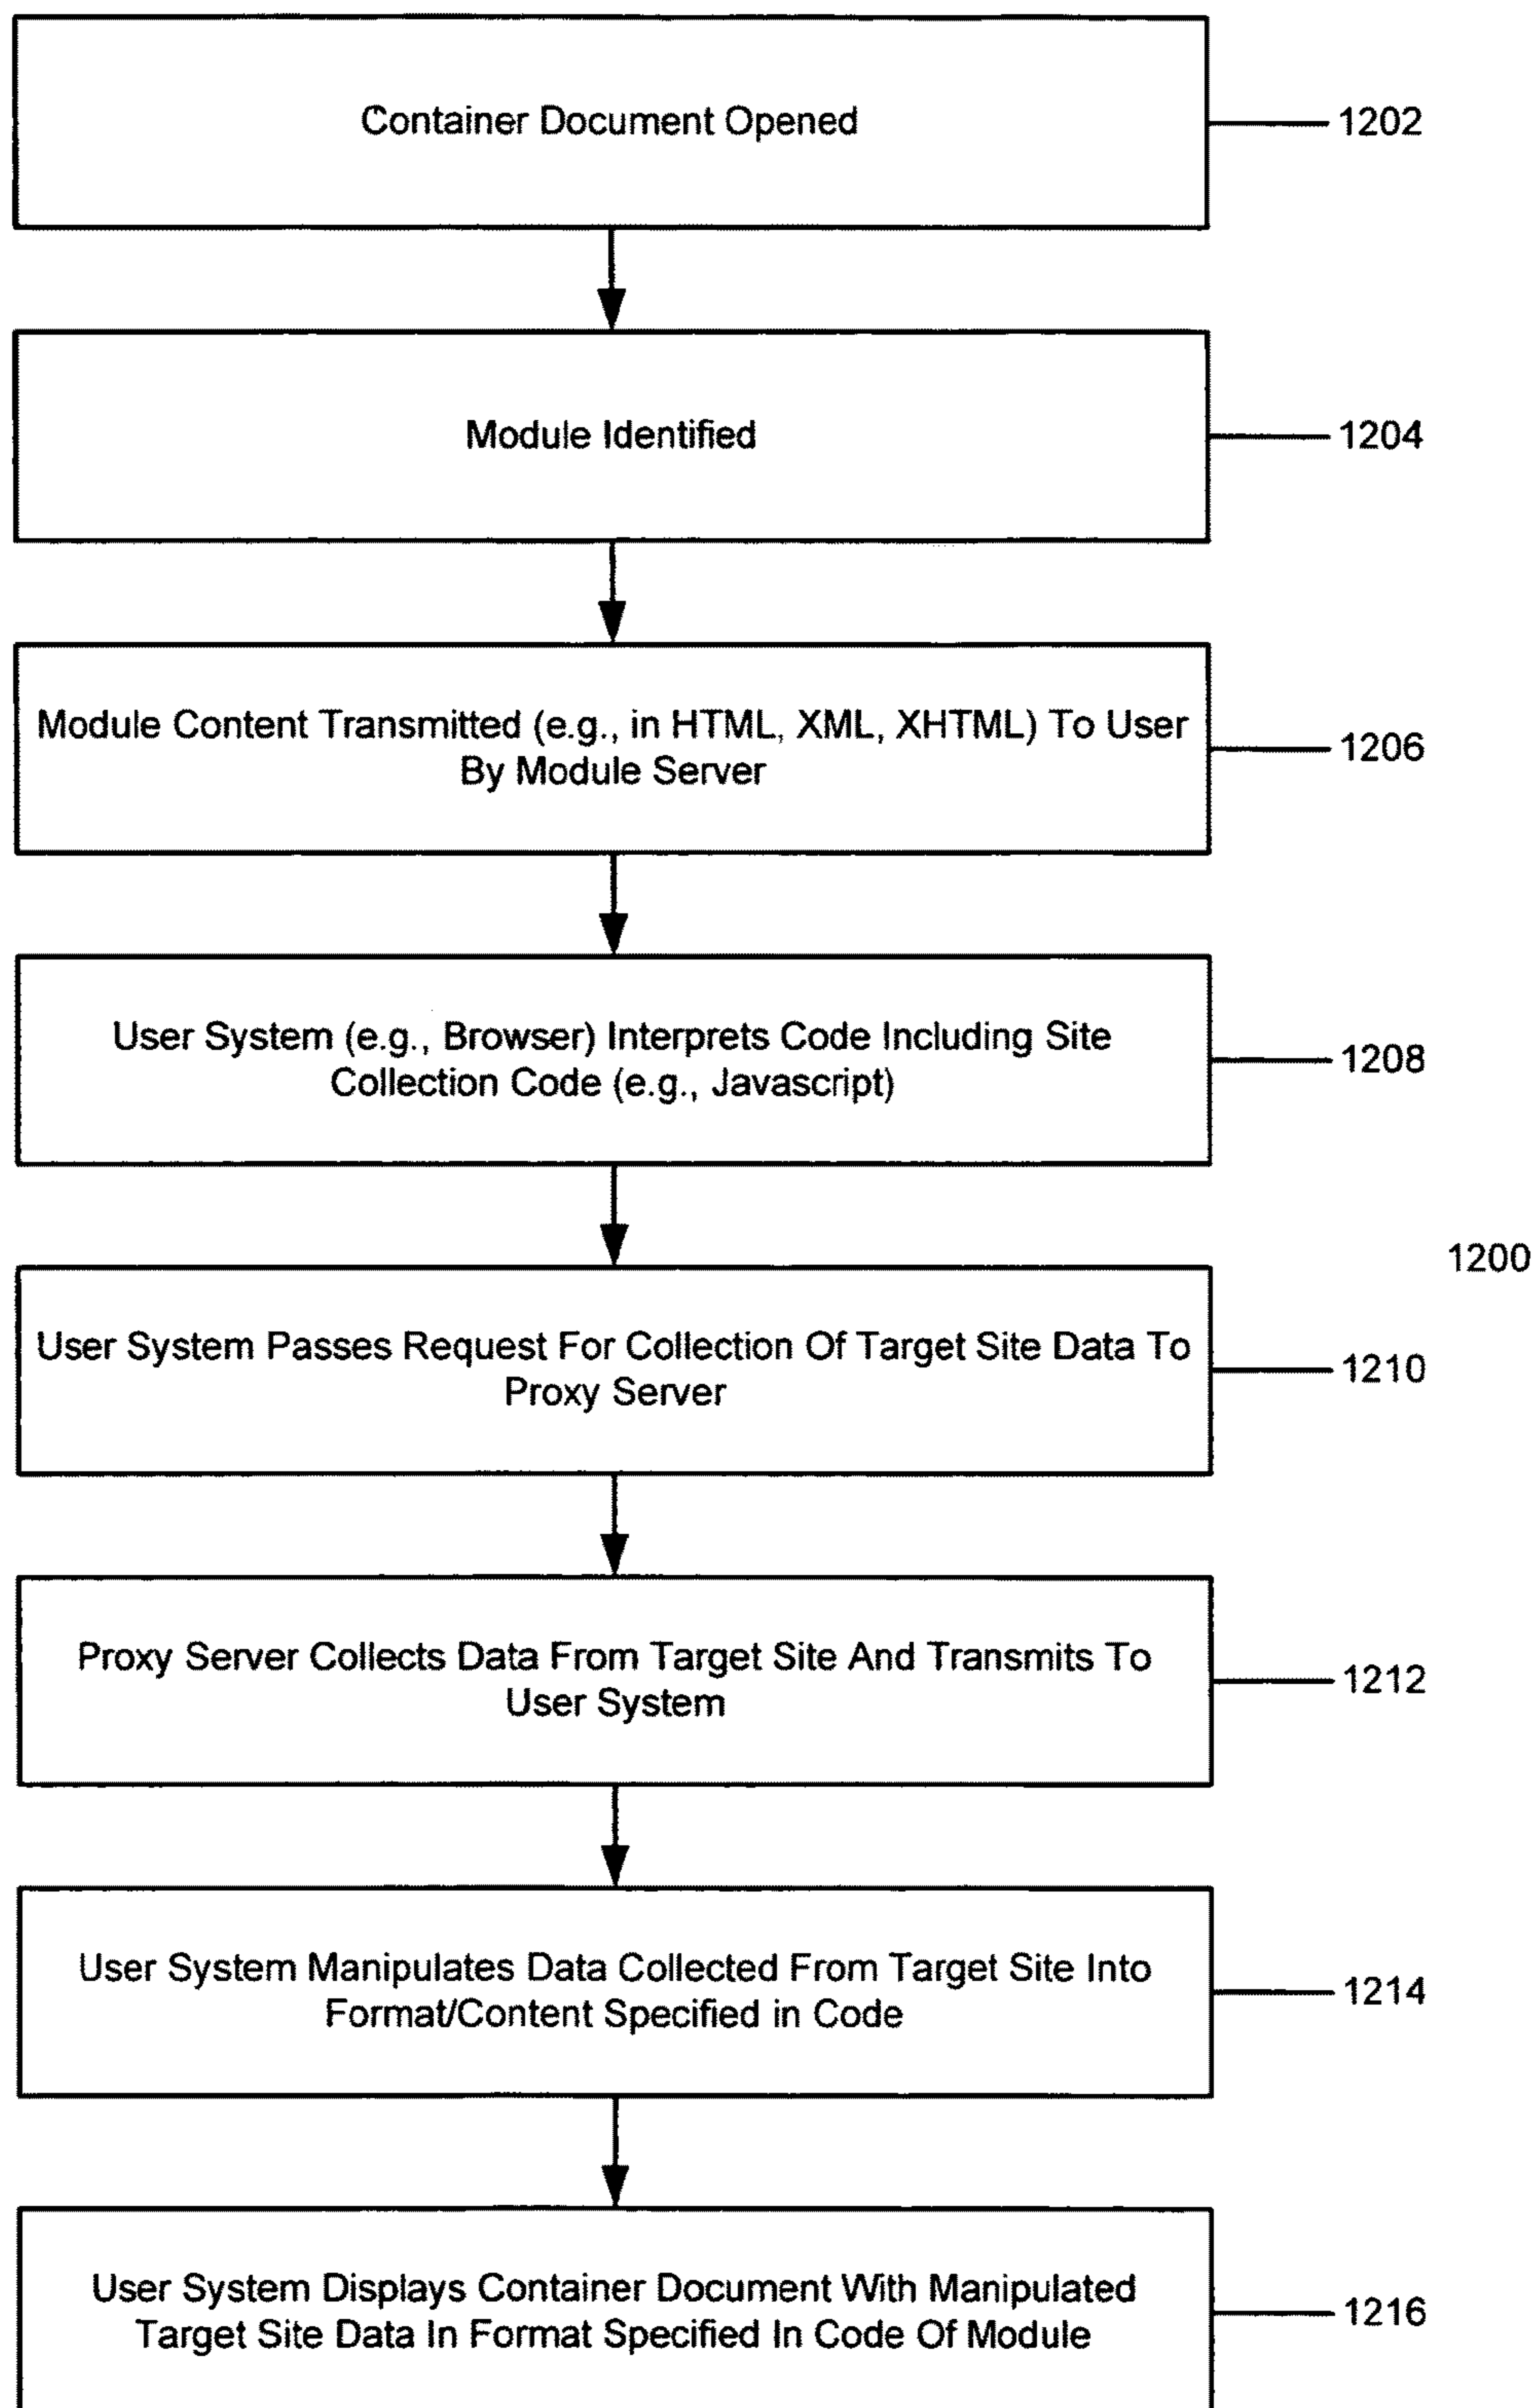 Container Document Opened
1202
Module Identified
1204
Module Content Transmitted (e.g., in HTML, XML, XHTML) To User
By Module Server
1206
User System (e.g., Browser) Interprets Code Including Site
Collection Code (e.g., Javascript)
1208
1200
User System Passes Request For Collection Of Target Site Data To
Proxy Server
1210
Proxy Server Collects Data From Target Site And Transmits To
User System
1212
User System Manipulates Data Collected From Target Site Into
Format/Content Specified in Code
1214
User System Displays Container Document With Manipulated
Target Site Data In Format Specified In Code Of Module
1216